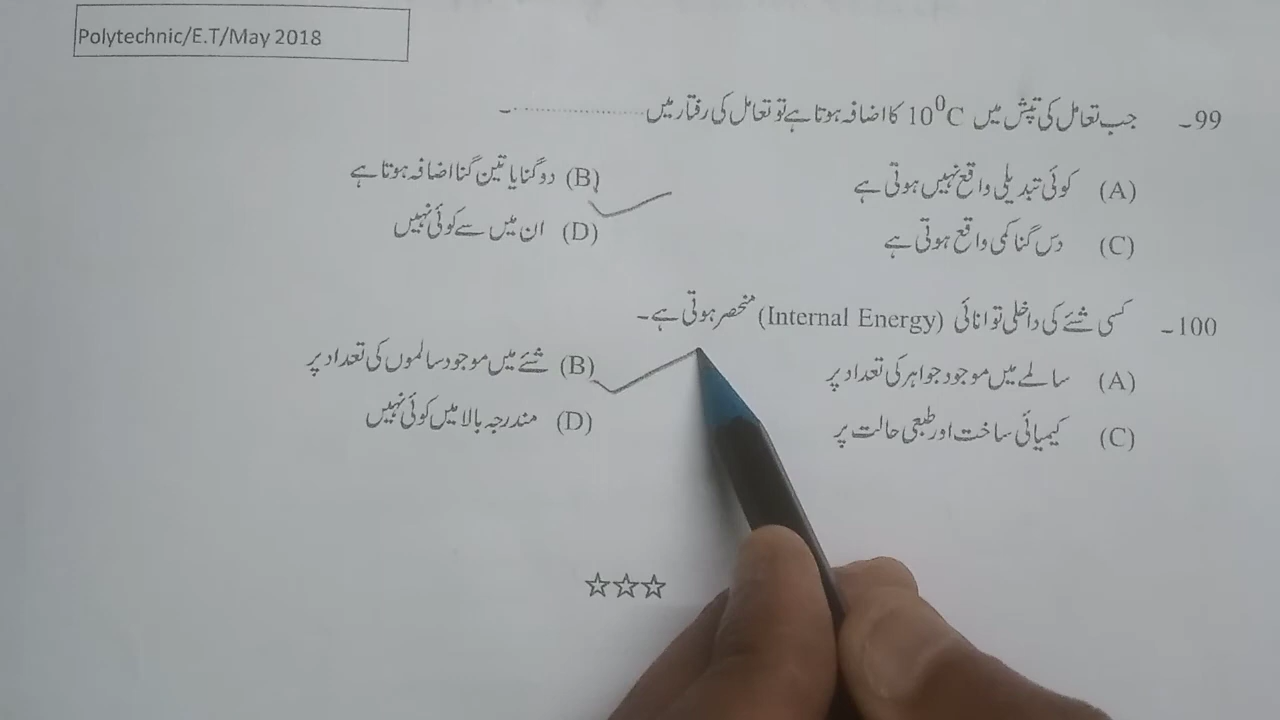 Polytechnic/E.T/May 2018
99۔ جب تعامل کی تپش میں 10⁰C کا اضافہ ہوتا ہے تو تعامل کی رفتار میں ....................۔
(A) کوئی تبدیلی واقع نہیں ہوتی ہے (B) دوگنا یا تین گنا اضافہ ہوتا ہے
(C) دس گنا کمی واقع ہوتی ہے (D) ان میں سے کوئی نہیں
100۔ کسی شئے کی داخلی توانائی (Internal Energy) منحصر ہوتی ہے۔
(A) سالمے میں موجود جواہر کی تعداد پر (B) شئے میں موجود سالموں کی تعداد پر
(C) کیمیائی ساخت اور طبعی حالت پر (D) مندرجہ بالا میں کوئی نہیں